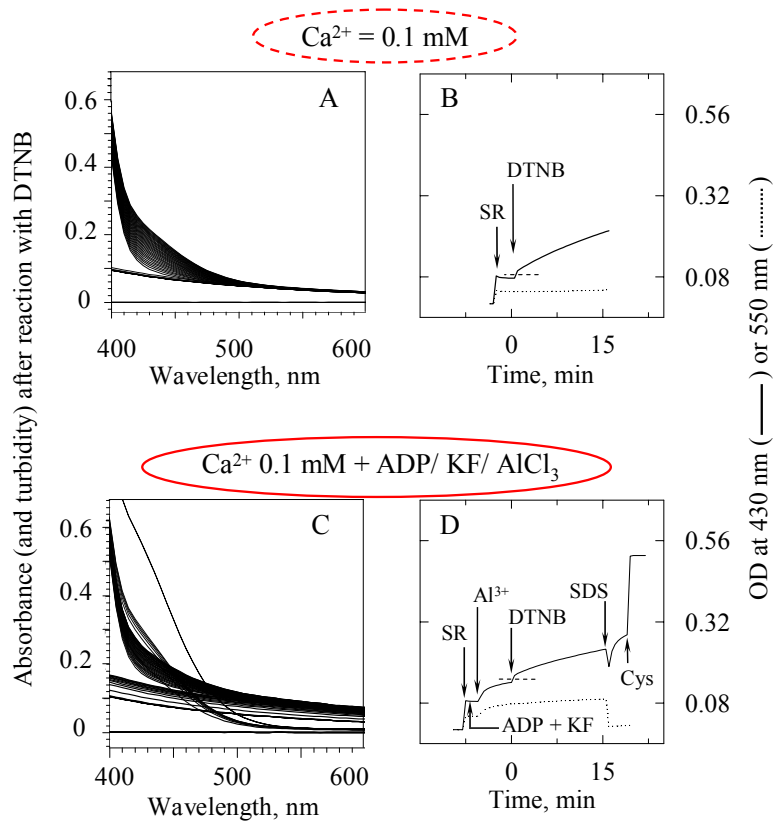 Ca²⁺ = 0.1 mM
Absorbance (and turbidity) after reaction with DTNB
A
0.6
0.4
0.2
0
400
500
600
Wavelength, nm
B
DTNB
SR
0.56
0.32
0.08
0
15
Time, min
OD at 430 nm (——) or 550 nm (........)
Ca²⁺ 0.1 mM + ADP/ KF/ AlCl₃
C
0.6
0.4
0.2
0
400
500
600
Wavelength, nm
D
Al³⁺
SDS
DTNB
SR
Cys
ADP + KF
0.56
0.32
0.08
0
15
Time, min